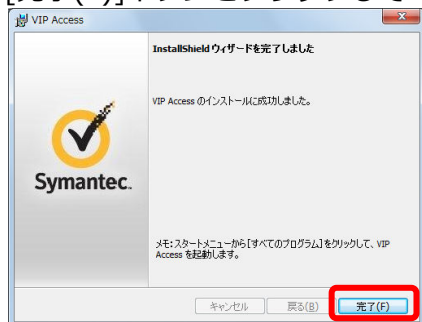 VIP Access
InstallShield ウィザードを完了しました
VIP Access のインストールに成功しました。
Symantec.
メモ: スタートメニューから[すべてのプログラム]をクリックして、VIP
Access を起動します。
キャンセル
戻る(B)
完了(F)